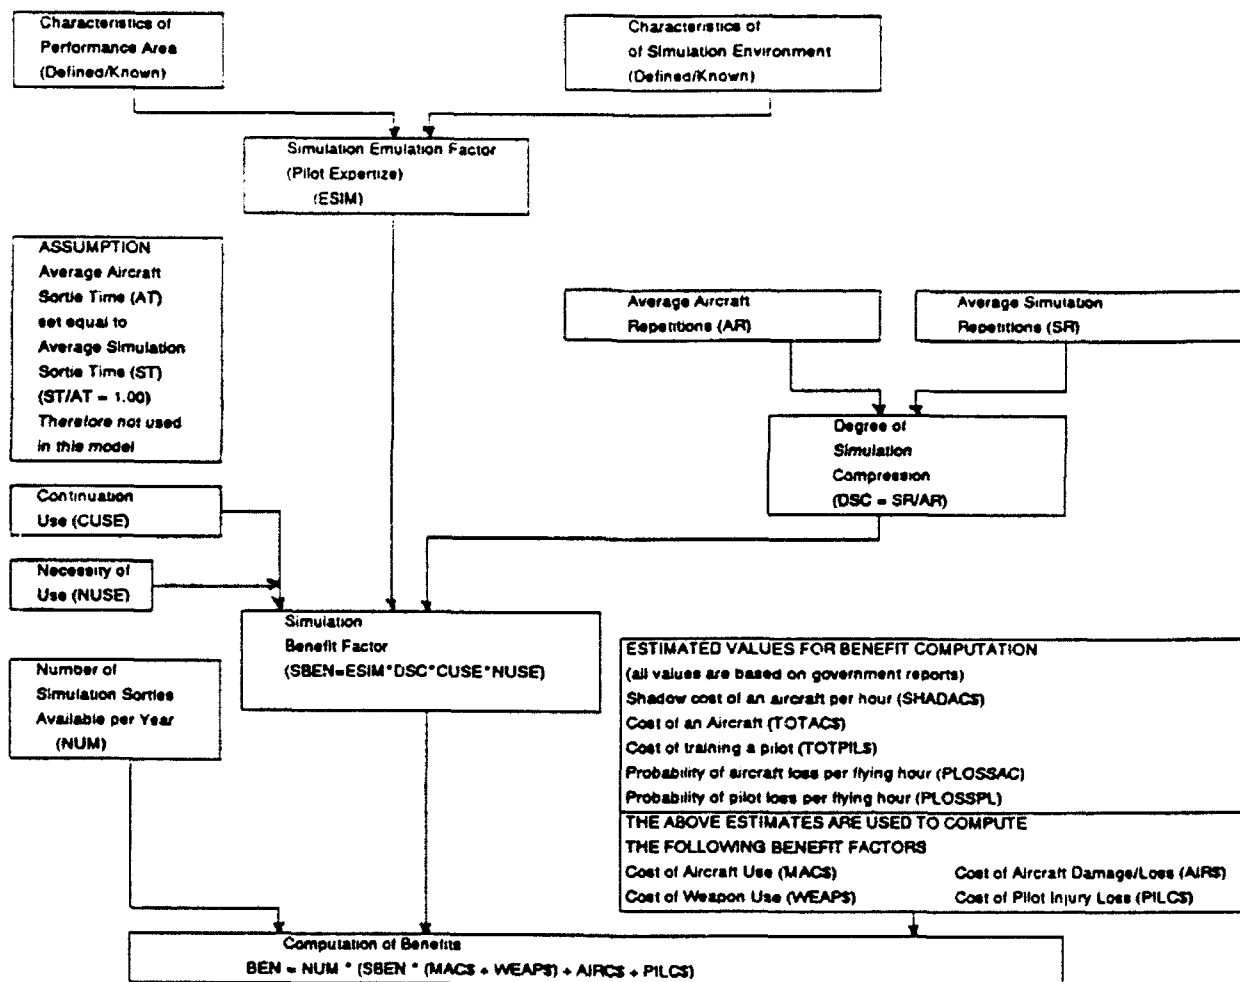 Characteristics of
Performance Area
(Defined/Known)
Characteristics of
of Simulation Environment
(Defined/Known)
Simulation Emulation Factor
(Pilot Expertize)
(ESIM)
ASSUMPTION
Average Aircraft
Sortie Time (AT)
set equal to
Average Simulation
Sortie Time (ST)
(ST/AT = 1.00)
Therefore not used
in this model
Average Aircraft
Repetitions (AR)
Average Simulation
Repetitions (SR)
Degree of
Simulation
Compression
(DSC = SR/AR)
Continuation
Use (CUSE)
Necessity of
Use (NUSE)
Simulation
Benefit Factor
(SBEN=ESIM*DSC*CUSE*NUSE)
Number of
Simulation Sorties
Available per Year
(NUM)
ESTIMATED VALUES FOR BENEFIT COMPUTATION
(all values are based on government reports)
Shadow cost of an aircraft per hour (SHADAC$)
Cost of an Aircraft (TOTAC$)
Cost of training a pilot (TOTPIL$)
Probability of aircraft loss per flying hour (PLOSSAC)
Probability of pilot loss per flying hour (PLOSSPL)
THE ABOVE ESTIMATES ARE USED TO COMPUTE
THE FOLLOWING BENEFIT FACTORS
Cost of Aircraft Use (MAC$) Cost of Aircraft Damage/Loss (AIR$)
Cost of Weapon Use (WEAP$) Cost of Pilot Injury Loss (PILC$)
Computation of Benefits
BEN = NUM * (SBEN * (MAC$ + WEAP$) + AIRC$ + PILC$)